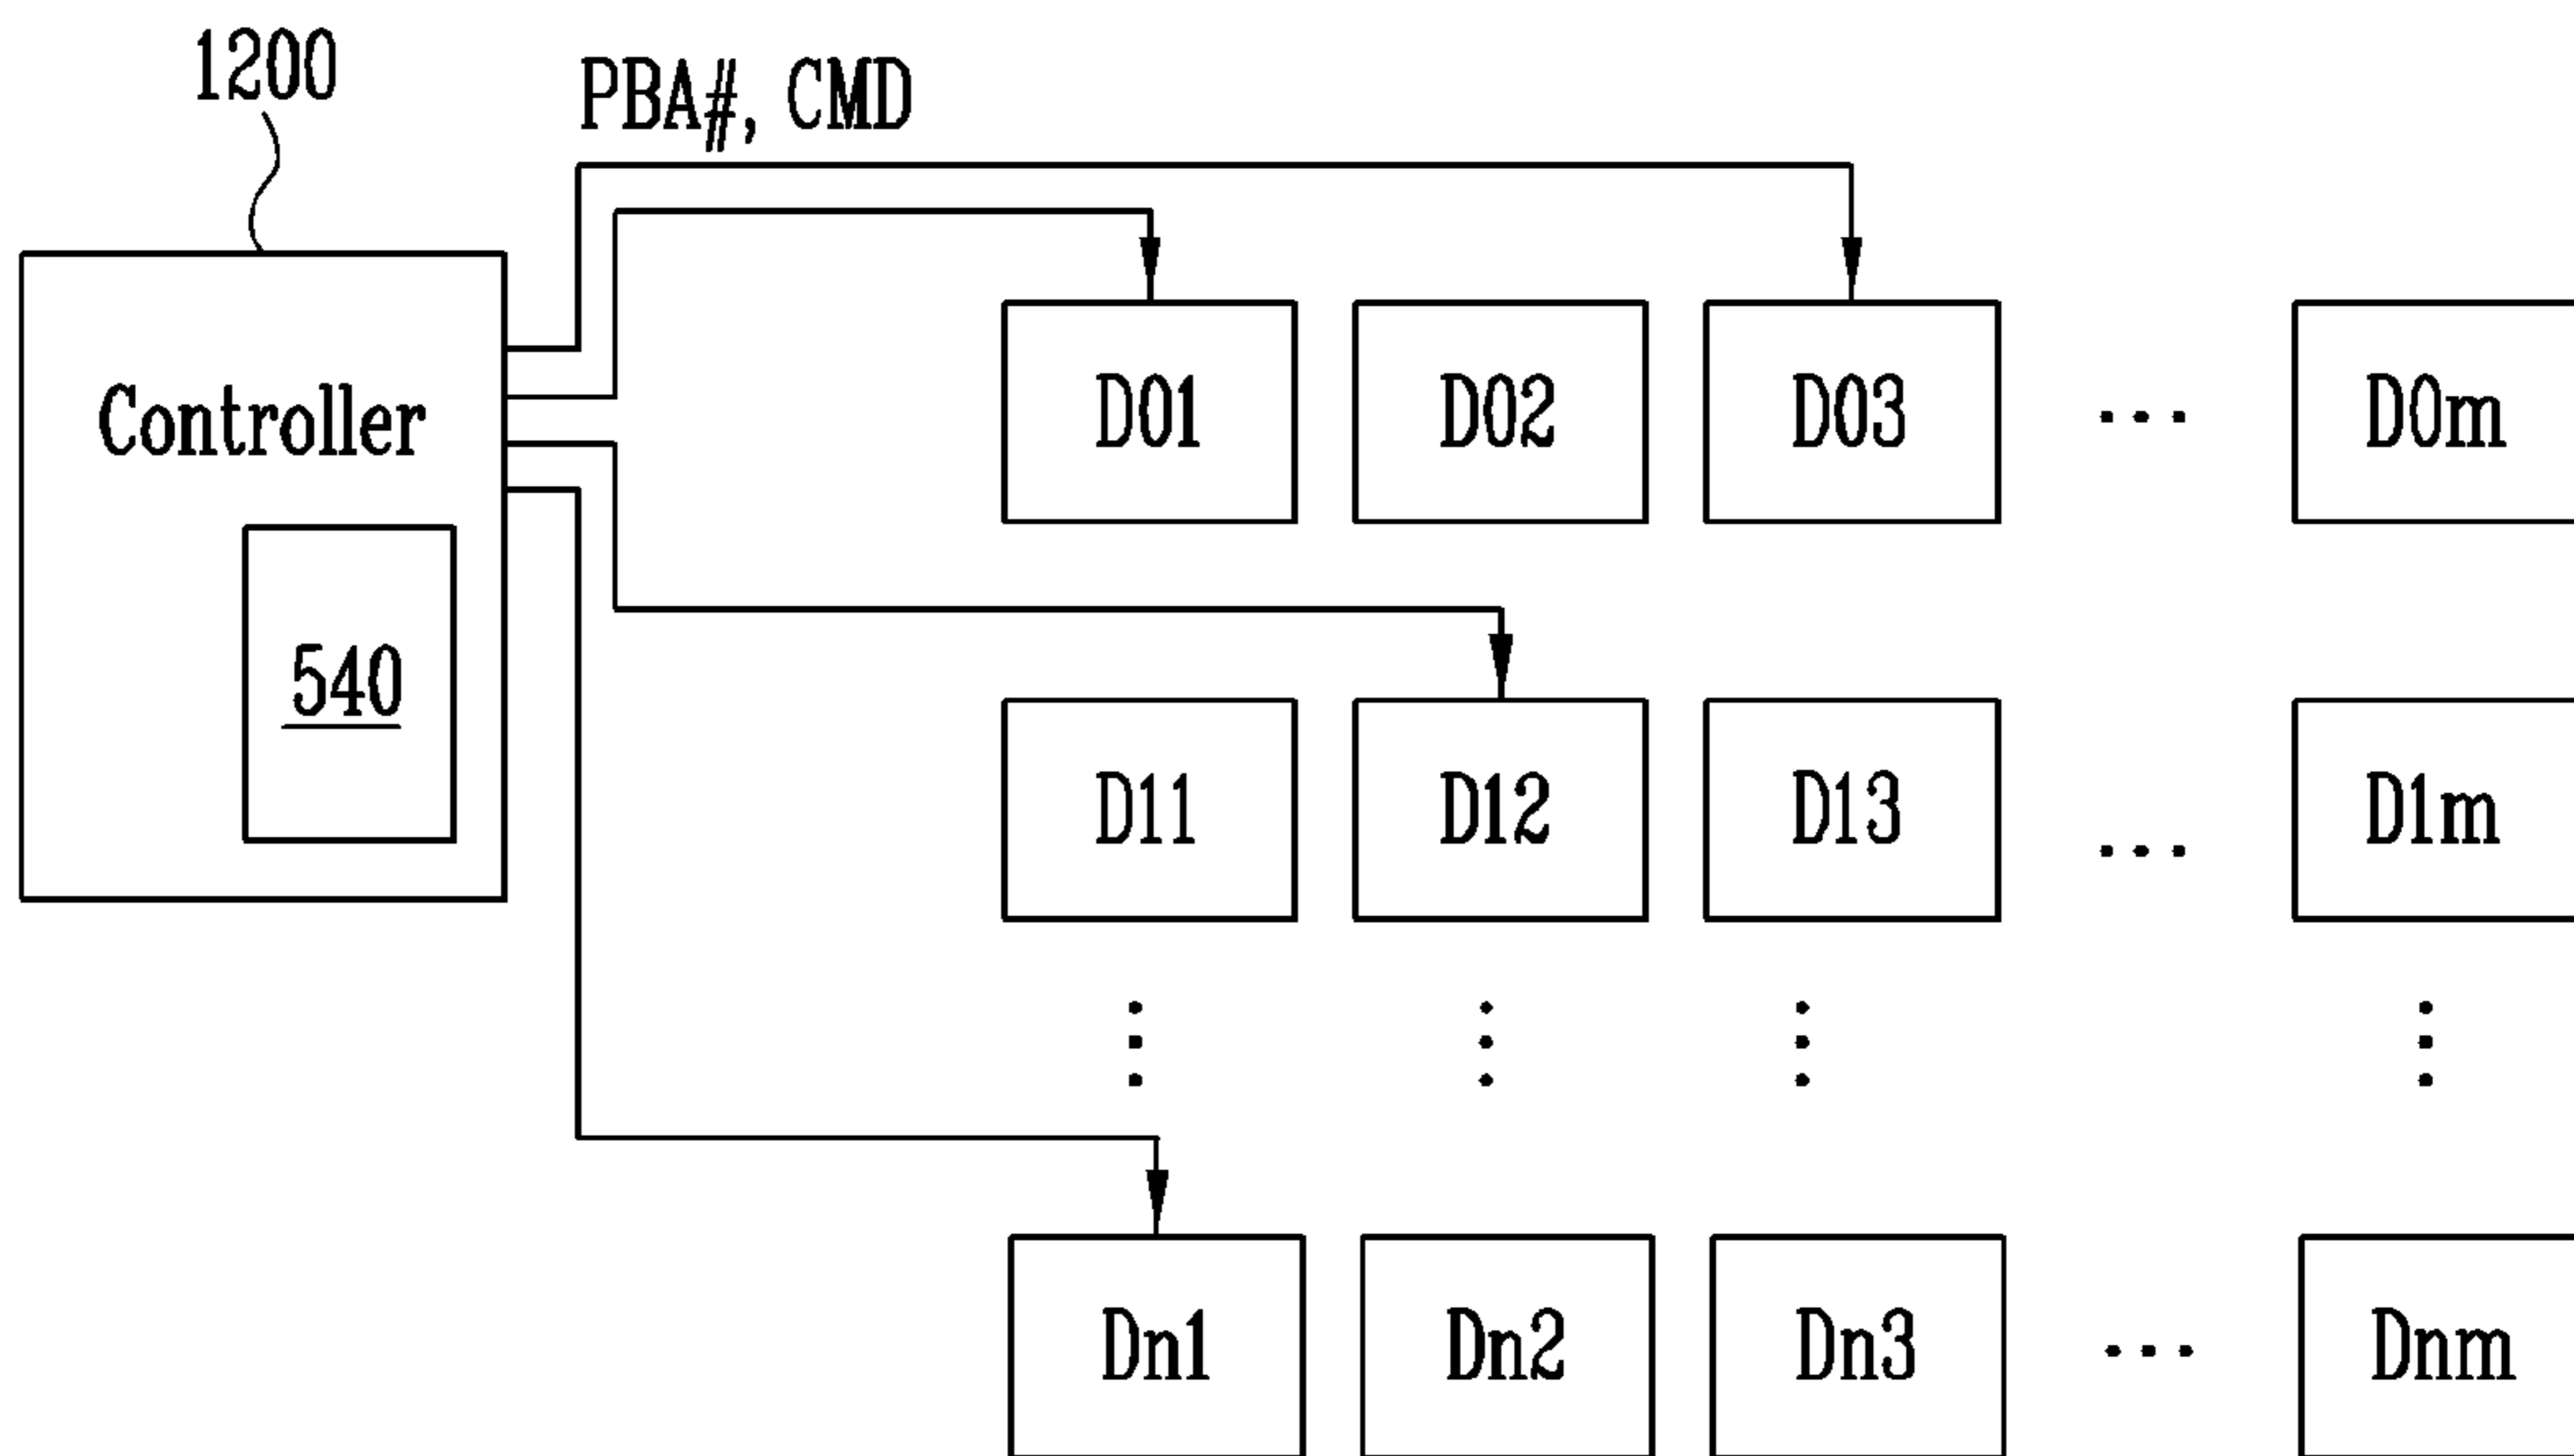 1200
PBA#, CMD
Controller
540
D01 D02 D03 ... D0m
D11 D12 D13 ... D1m
Dn1 Dn2 Dn3 ... Dnm